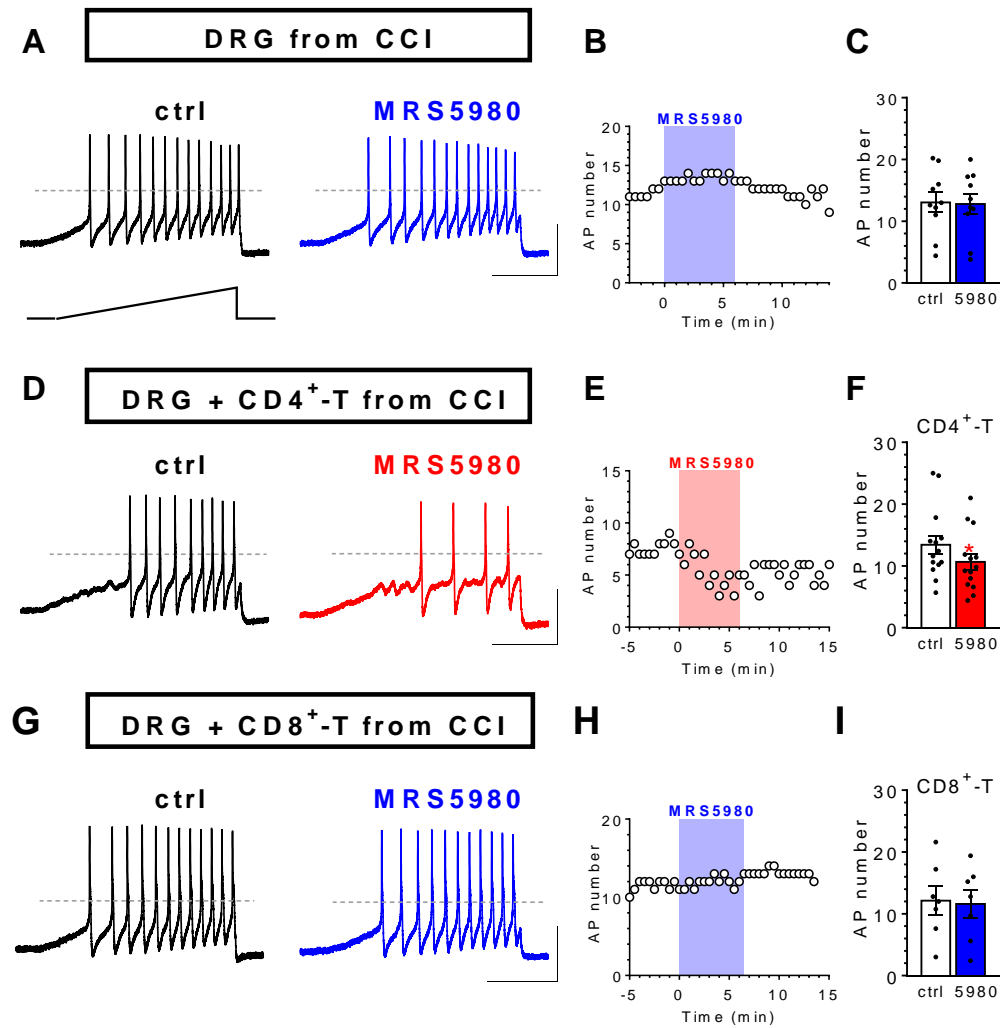 A
DRG from CCI
ctrl
MRS5980
B
MRS5980
20
15
10
5
0
AP number
0
5
10
Time (min)
C
30
20
10
0
AP number
ctrl
5980
D
DRG + CD4⁺-T from CCI
ctrl
MRS5980
E
MRS5980
15
10
5
0
AP number
-5
0
5
10
15
Time (min)
F
CD4⁺-T
30
20
10
0
AP number
*
ctrl
5980
G
DRG + CD8⁺-T from CCI
ctrl
MRS5980
H
MRS5980
20
10
0
AP number
-5
0
5
10
15
Time (min)
I
CD8⁺-T
30
20
10
0
AP number
ctrl
5980